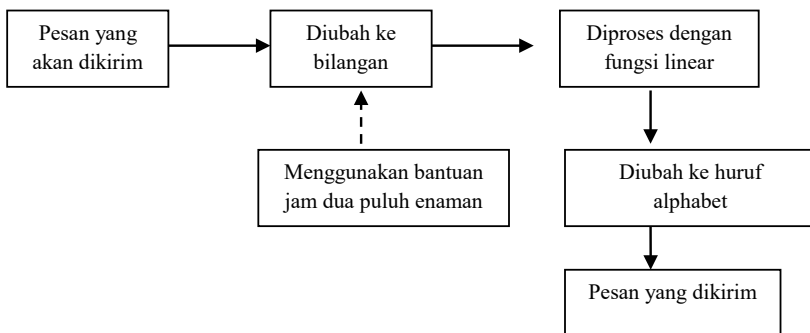 Pesan yang
akan dikirim
Diubah ke
bilangan
Diproses dengan
fungsi linear
Menggunakan bantuan
jam dua puluh enaman
Diubah ke huruf
alphabet
Pesan yang dikirim